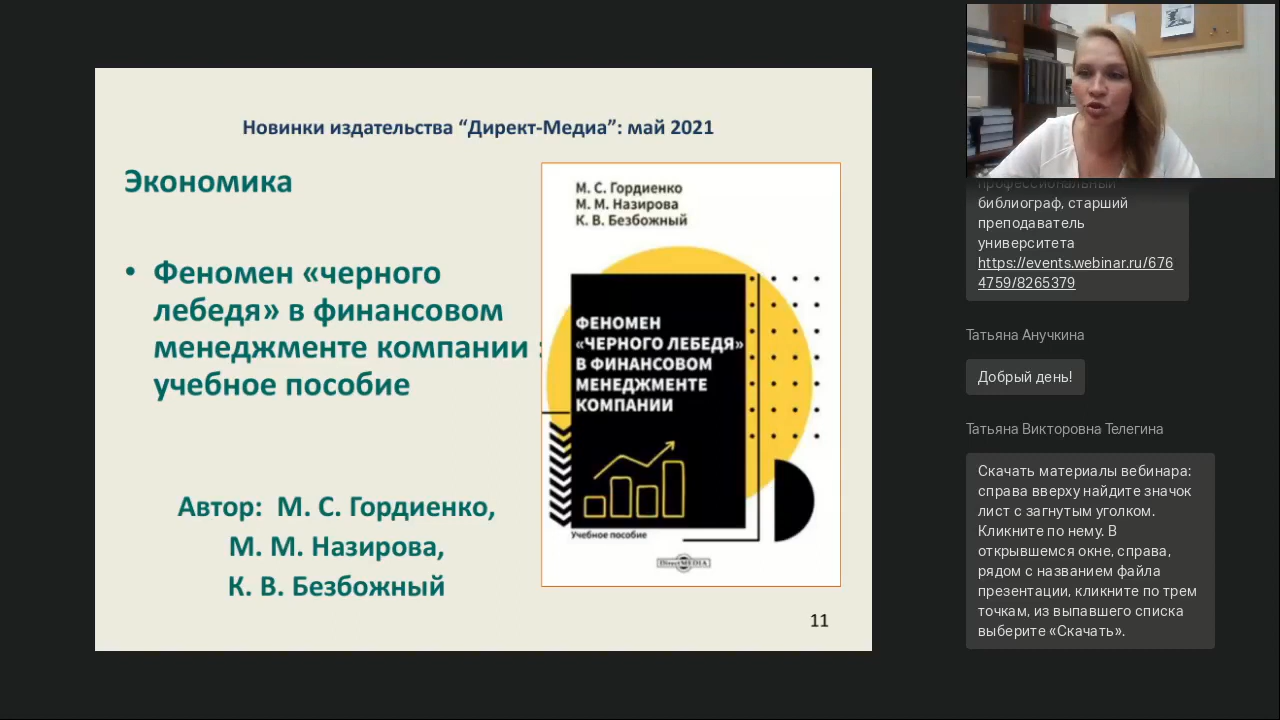 Новинки издательства “Директ-Медиа”: май 2021
Экономика
• Феномен «черного
лебедя» в финансовом
менеджменте компании :
учебное пособие
Автор: М. С. Гордиенко,
М. М. Назирова,
К. В. Безбожный
М. С. Гордиенко
М. М. Назирова
К. В. Безбожный
ФЕНОМЕН
«ЧЕРНОГО ЛЕБЕДЯ»
В ФИНАНСОВОМ
МЕНЕДЖМЕНТЕ
КОМПАНИИ
Учебное пособие
DirectMEDIA
11
профессиональный
библиограф, старший
преподаватель
университета
https://events.webinar.ru/676
4759/8265379
Татьяна Анучкина
Добрый день!
Татьяна Викторовна Телегина
Скачать материалы вебинара:
справа вверху найдите значок
лист с загнутым уголком.
Кликните по нему. В
открывшемся окне, справа,
рядом с названием файла
презентации, кликните по трем
точкам, из выпавшего списка
выберите «Скачать».